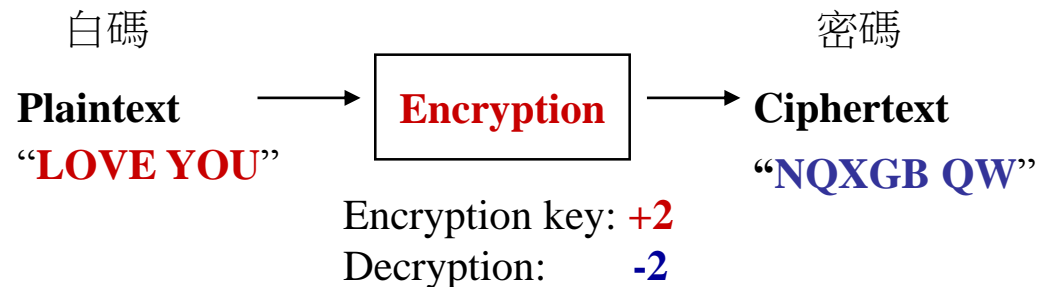 白碼
密碼
Plaintext
Encryption
Ciphertext
“LOVE YOU”
“NQXGB QW”
Encryption key: +2
Decryption: -2